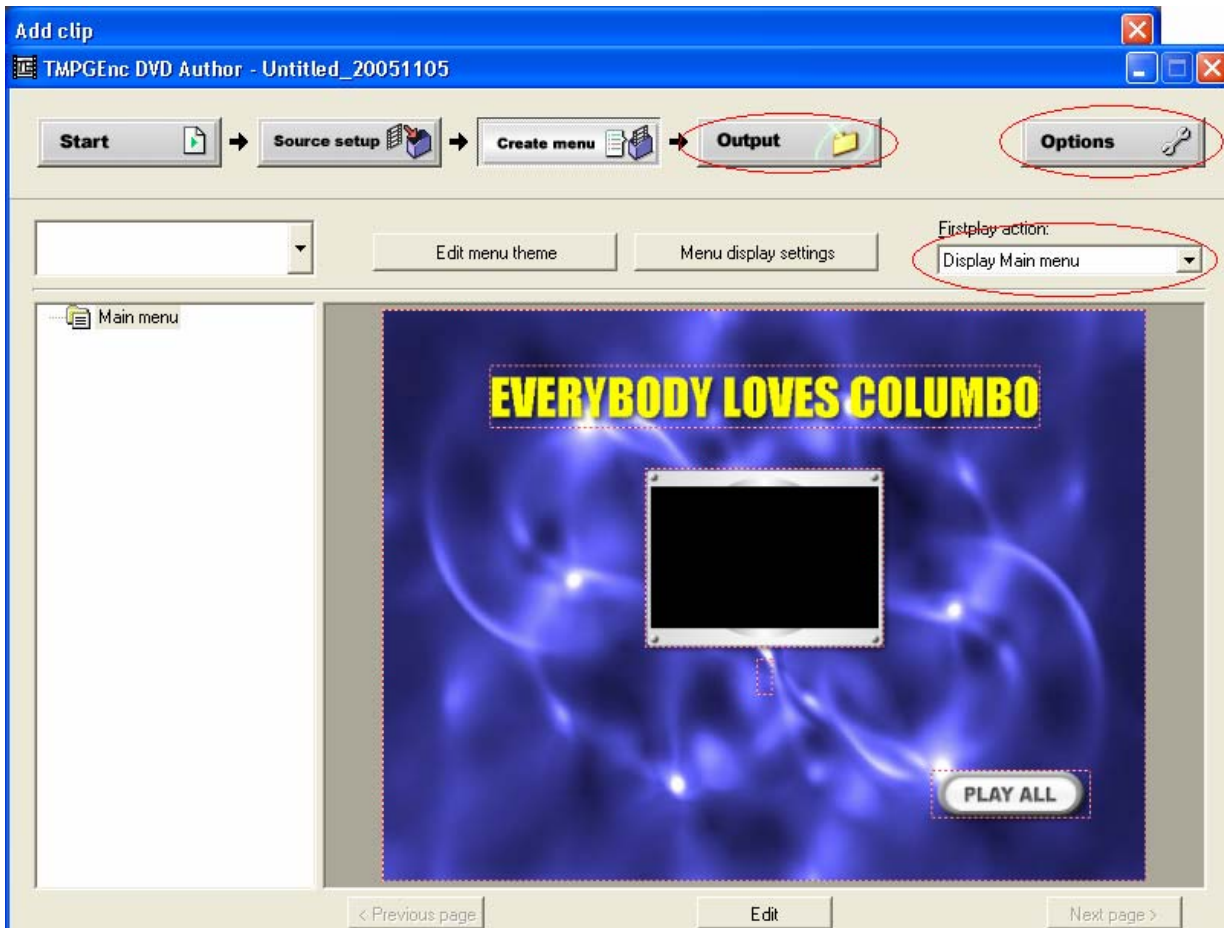 Add clip
TMPGEnc DVD Author - Untitled_20051105
Start
Source setup
Create menu
Output
Options
Edit menu theme
Menu display settings
Firstplay action:
Display Main menu
Main menu
EVERYBODY LOVES COLUMBO
PLAY ALL
< Previous page
Edit
Next page >